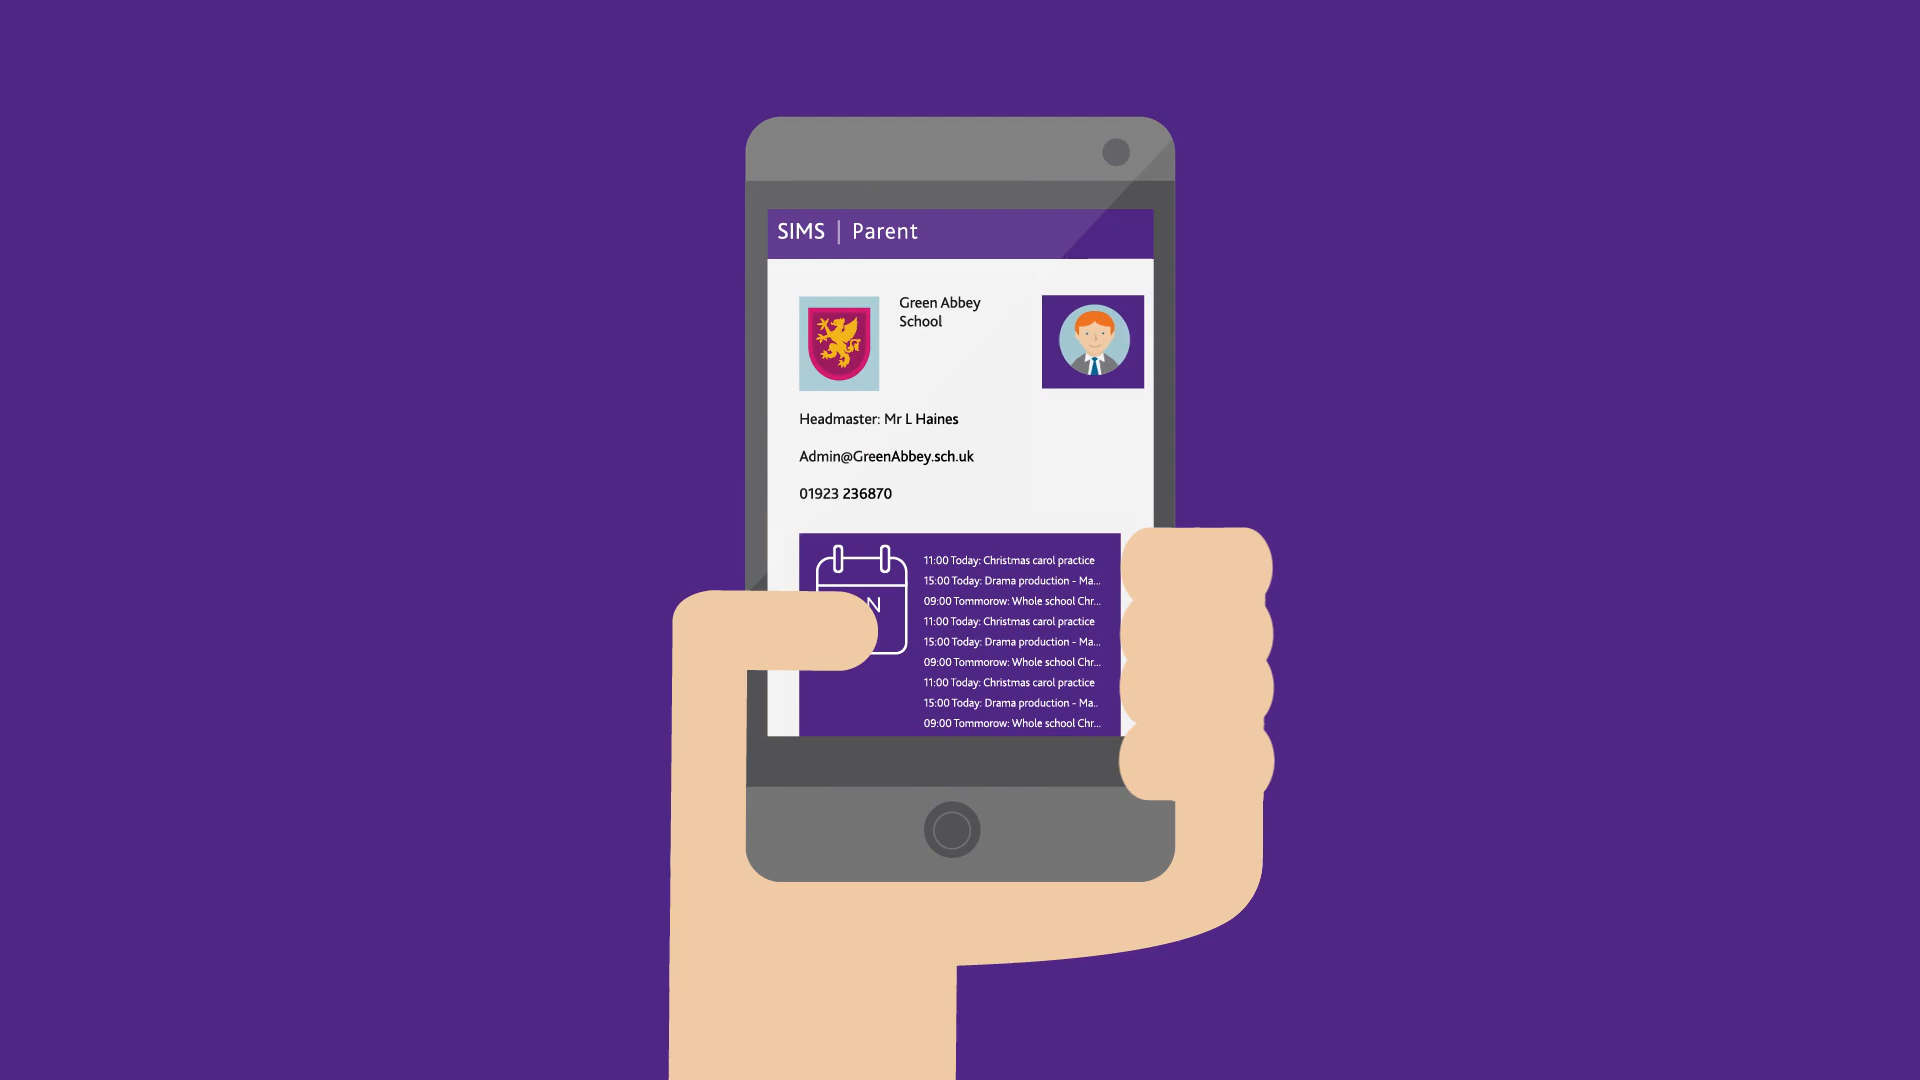 SIMS | Parent
Green Abbey
School
Headmaster: Mr L Haines
Admin@GreenAbbey.sch.uk
01923 236870
11:00 Today: Christmas carol practice
15:00 Today: Drama production - Ma...
09:00 Tommorow: Whole school Chr...
11:00 Today: Christmas carol practice
15:00 Today: Drama production - Ma...
09:00 Tommorow: Whole school Chr...
11:00 Today: Christmas carol practice
15:00 Today: Drama production - Ma..
09:00 Tommorow: Whole school Chr...